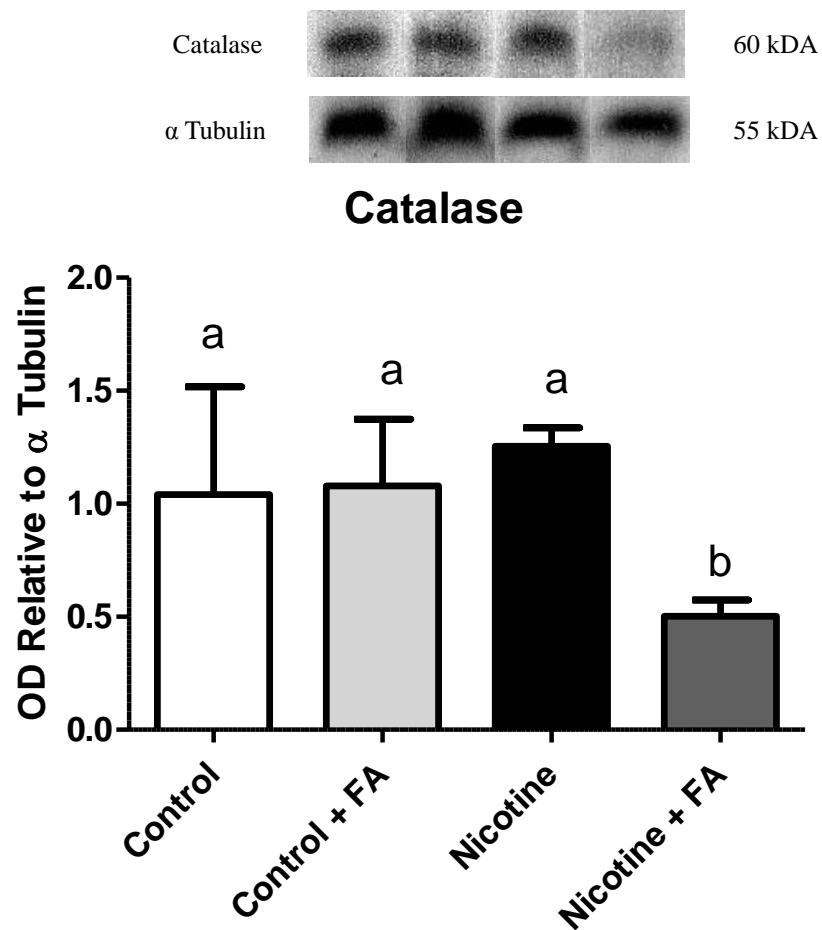 Catalase 60 kDA
α Tubulin 55 kDA
Catalase
OD Relative to α Tubulin
2.0
1.5
1.0
0.5
0.0
a
a
a
b
Control
Control + FA
Nicotine
Nicotine + FA